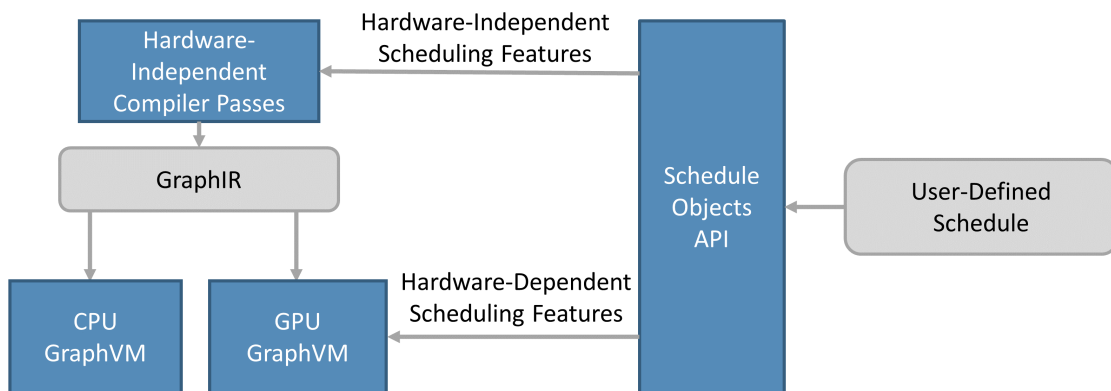 Hardware-
Independent
Compiler Passes
Hardware-Independent
Scheduling Features
GraphIR
Schedule
Objects
API
User-Defined
Schedule
CPU
GraphVM
GPU
GraphVM
Hardware-Dependent
Scheduling Features